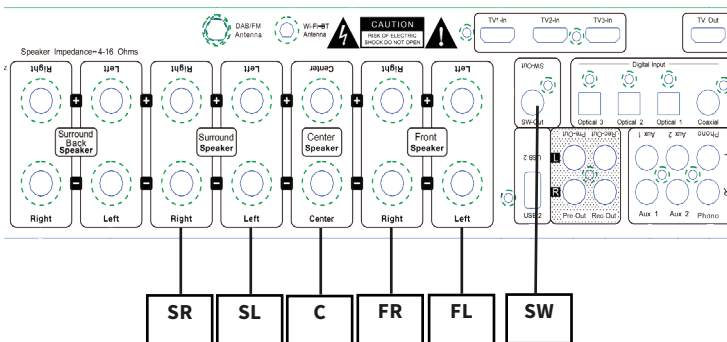 DAB/FM
Antenna
Wi-Fi-BT
Antenna
CAUTION
RISK OF ELECTRIC
SHOCK DO NOT OPEN
TV1-In
TV2-In
TV3-In
TV Out
Speaker Impedance 4-16 Ohms
Right
Left
Right
Left
Center
Right
Left
SW-Out
Digital Input
+
+
+
+
+
+
+
SW-Out
Optical 3
Optical 2
Optical 1
Coaxial
Surround
Back
Speaker
Surround
Speaker
Center
Speaker
Front
Speaker
USB 2
Pre-Out
Rec-Out
Aux 1
Aux 2
Phono
L
L
−
−
−
−
−
−
−
R
R
Right
Left
Right
Left
Center
Right
Left
USB 2
Pre-Out
Rec-Out
Aux 1
Aux 2
Phono
SR
SL
C
FR
FL
SW